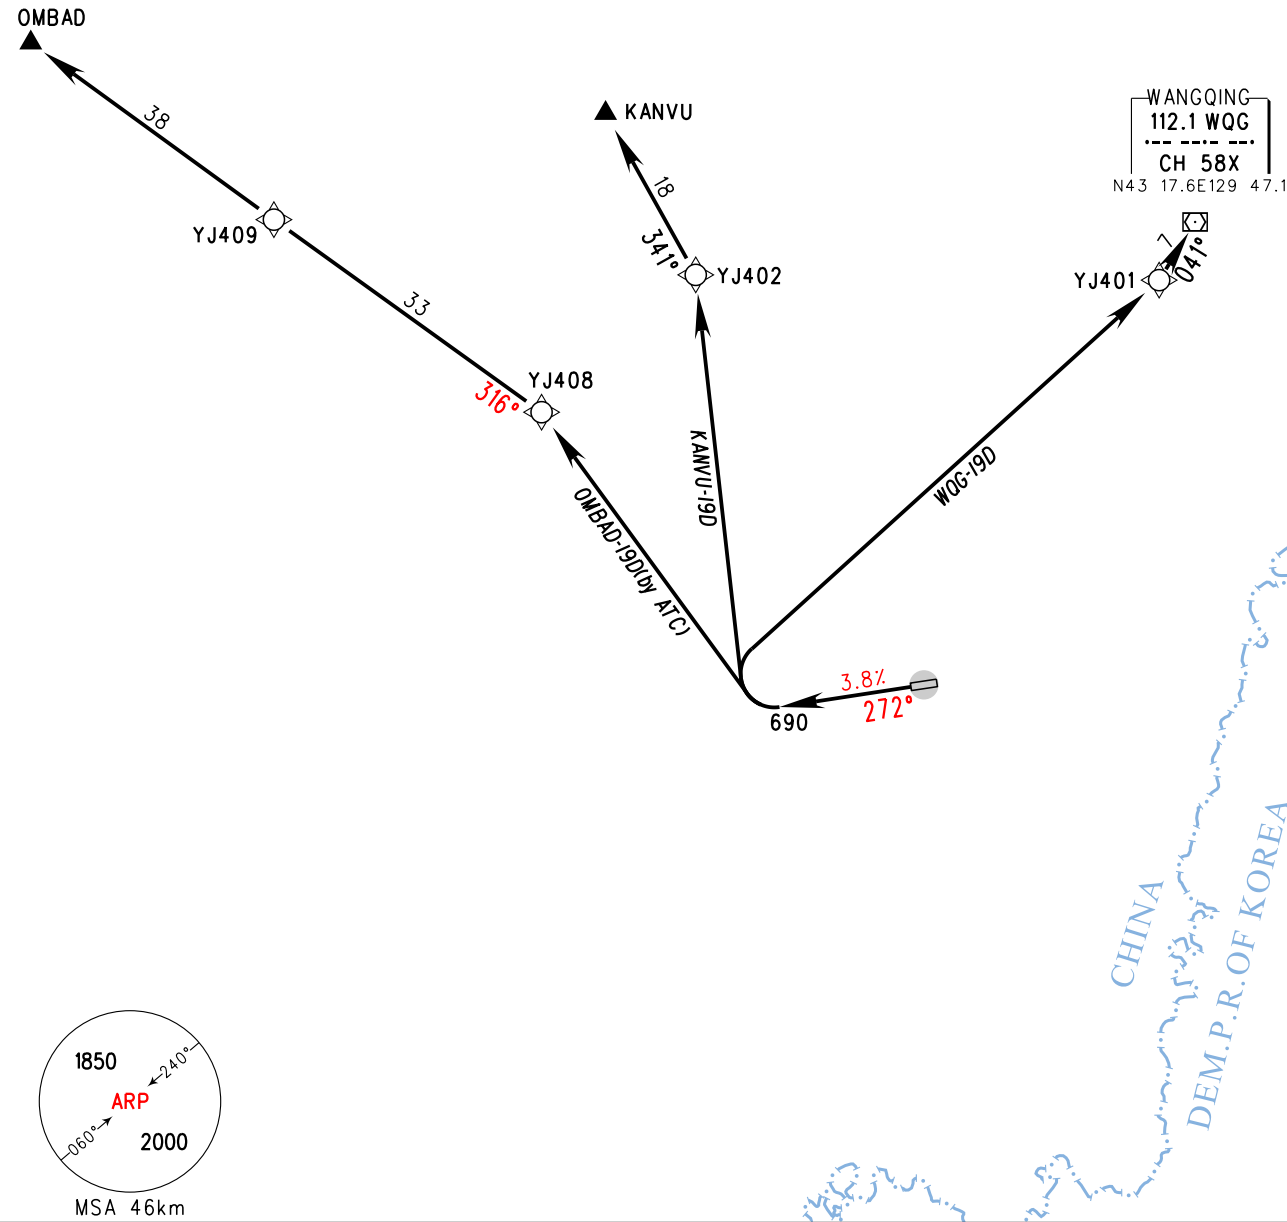 OMBAD
38
YJ409
33
YJ408
316°
OMBAD-19D(by ATC)
KANVU
18
341°
YJ402
KANVU-19D
WANGQING
112.1 WQG
CH 58X
N43 17.6E129 47.1
7
041°
YJ401
WQG-19D
3.8%
272°
690
CHINA
DEM.P.R.OF KOREA
1850
240°
ARP
060°
2000
MSA 46km